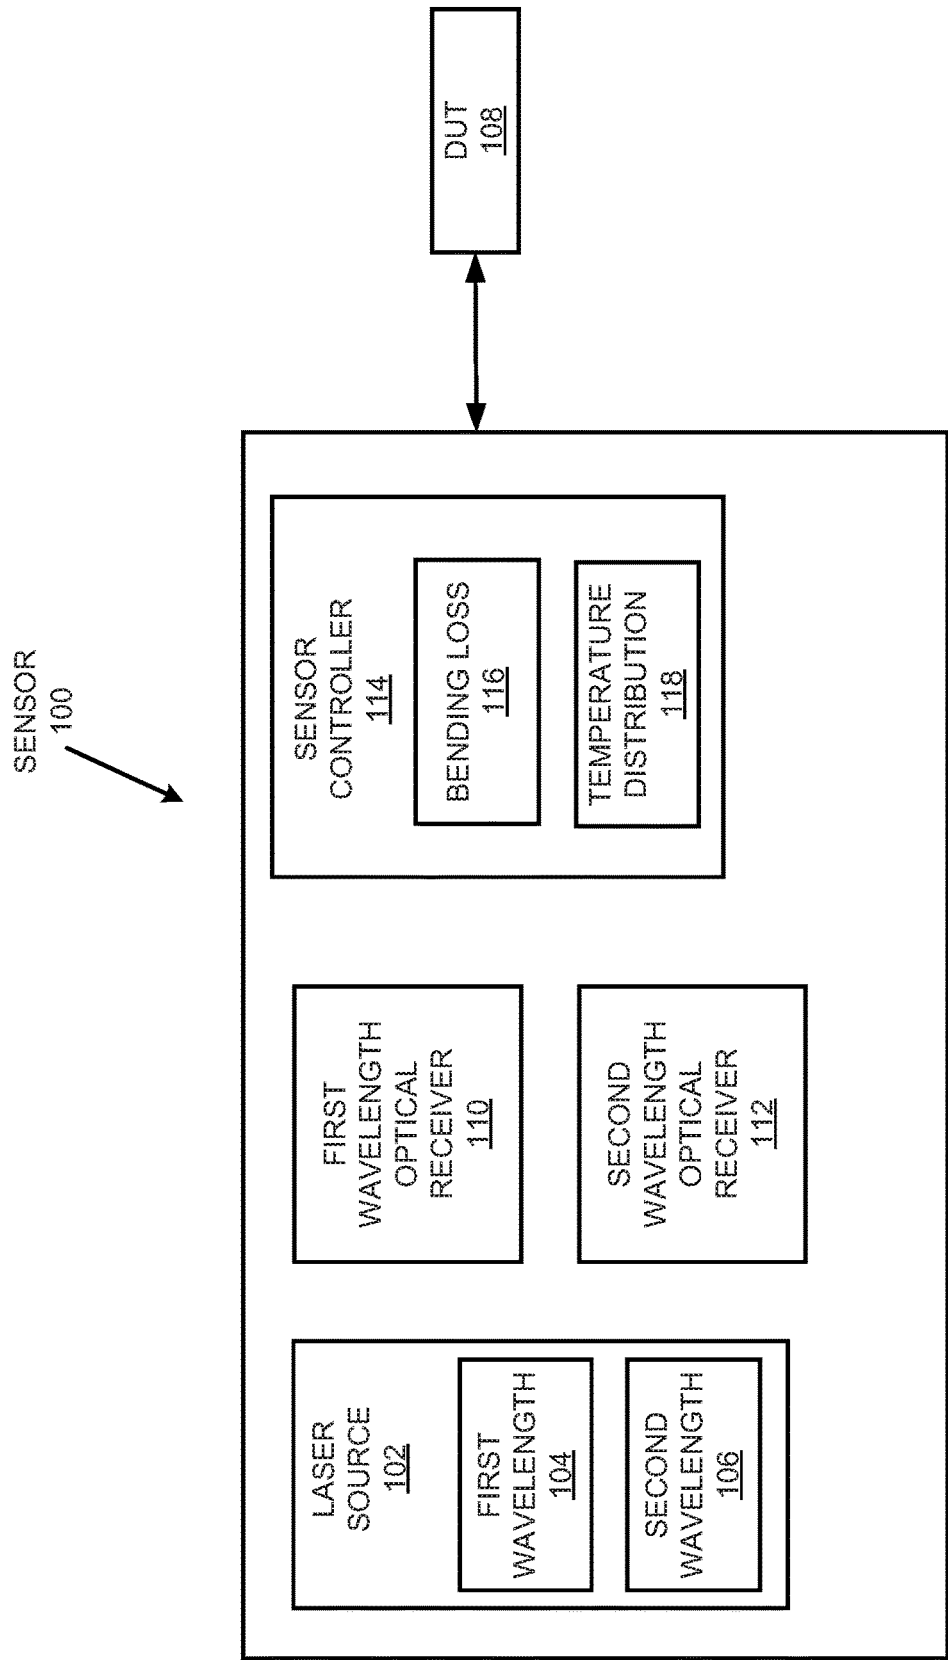 SENSOR
100
LASER
SOURCE
102
FIRST
WAVELENGTH
104
SECOND
WAVELENGTH
106
FIRST
WAVELENGTH
OPTICAL
RECEIVER
110
SECOND
WAVELENGTH
OPTICAL
RECEIVER
112
SENSOR
CONTROLLER
114
BENDING LOSS
116
TEMPERATURE
DISTRIBUTION
118
DUT
108